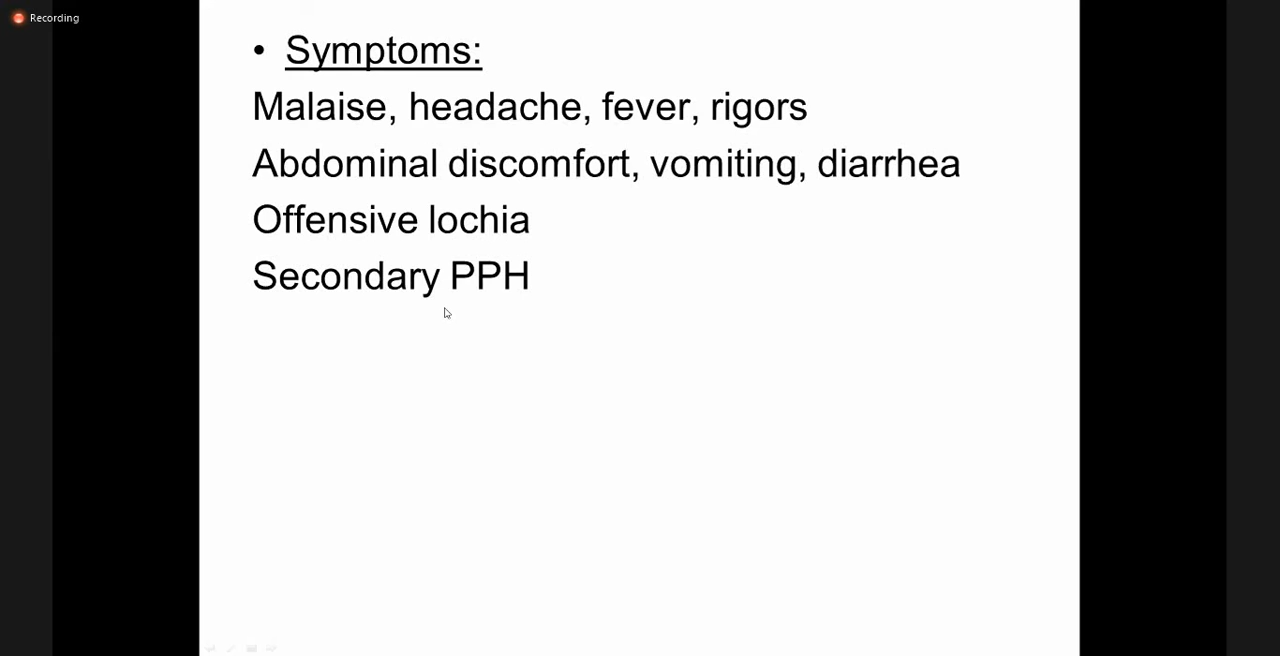 Recording
• Symptoms:
Malaise, headache, fever, rigors
Abdominal discomfort, vomiting, diarrhea
Offensive lochia
Secondary PPH